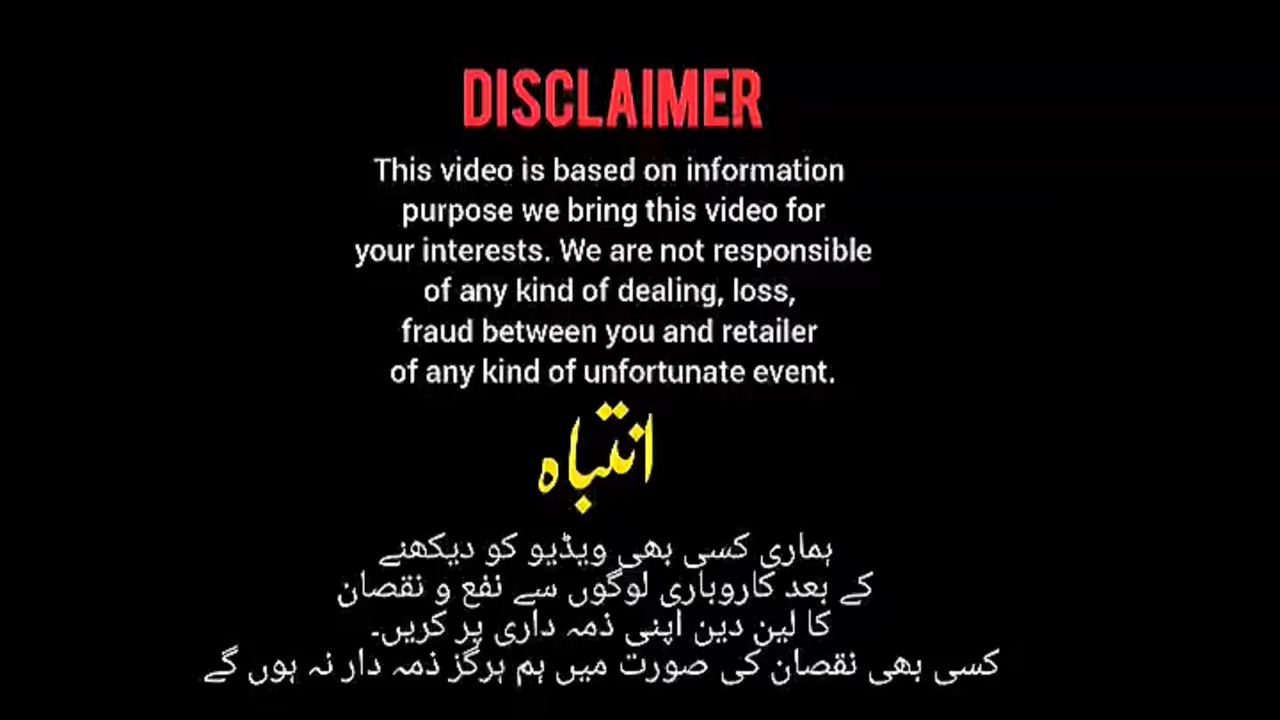 DISCLAIMER
This video is based on information
purpose we bring this video for
your interests. We are not responsible
of any kind of dealing, loss,
fraud between you and retailer
of any kind of unfortunate event.
انتباہ
ہماری کسی بھی ویڈیو کو دیکھنے
کے بعد کاروباری لوگوں سے نفع و نقصان
کا لین دین اپنی ذمہ داری پر کریں۔
کسی بھی نقصان کی صورت میں ہم ہرگز ذمہ دار نہ ہوں گے